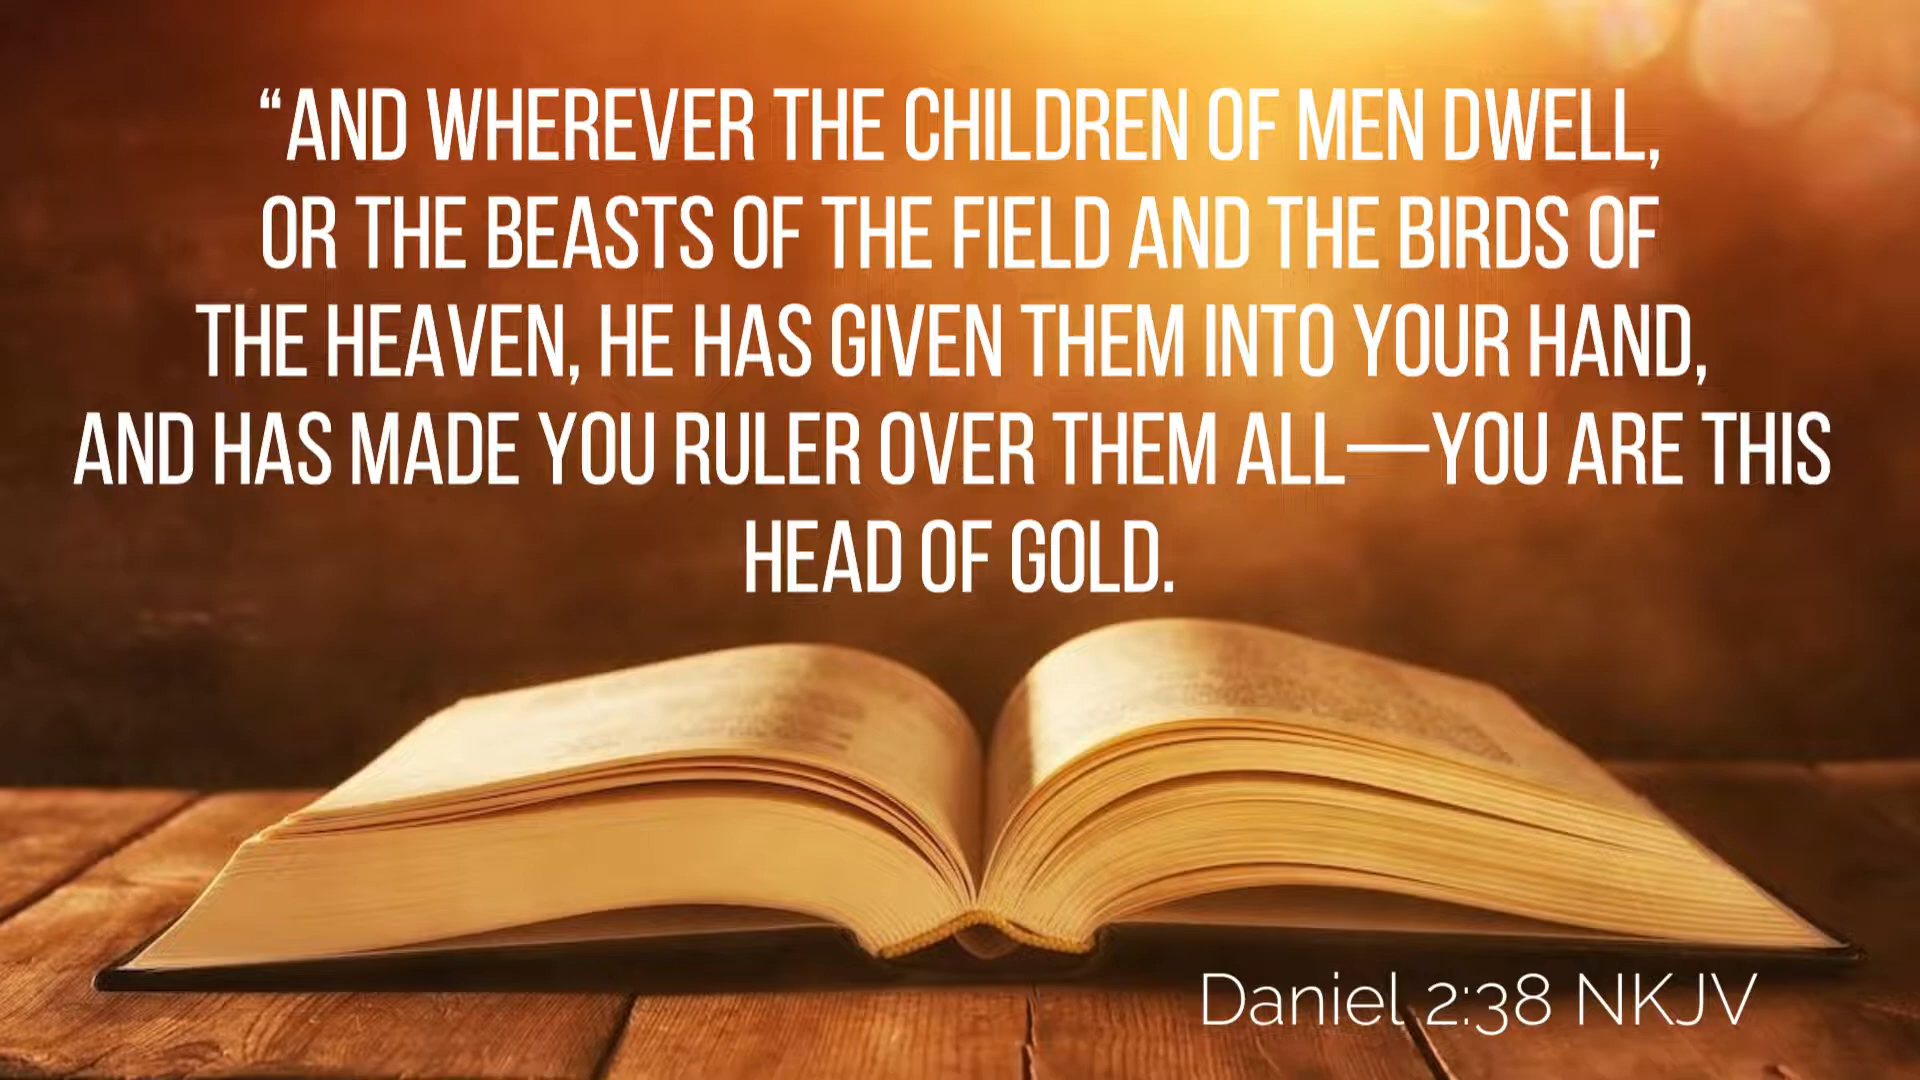 “AND WHEREVER THE CHILDREN OF MEN DWELL,
OR THE BEASTS OF THE FIELD AND THE BIRDS OF
THE HEAVEN, HE HAS GIVEN THEM INTO YOUR HAND,
AND HAS MADE YOU RULER OVER THEM ALL—YOU ARE THIS
HEAD OF GOLD.
Daniel 2:38 NKJV